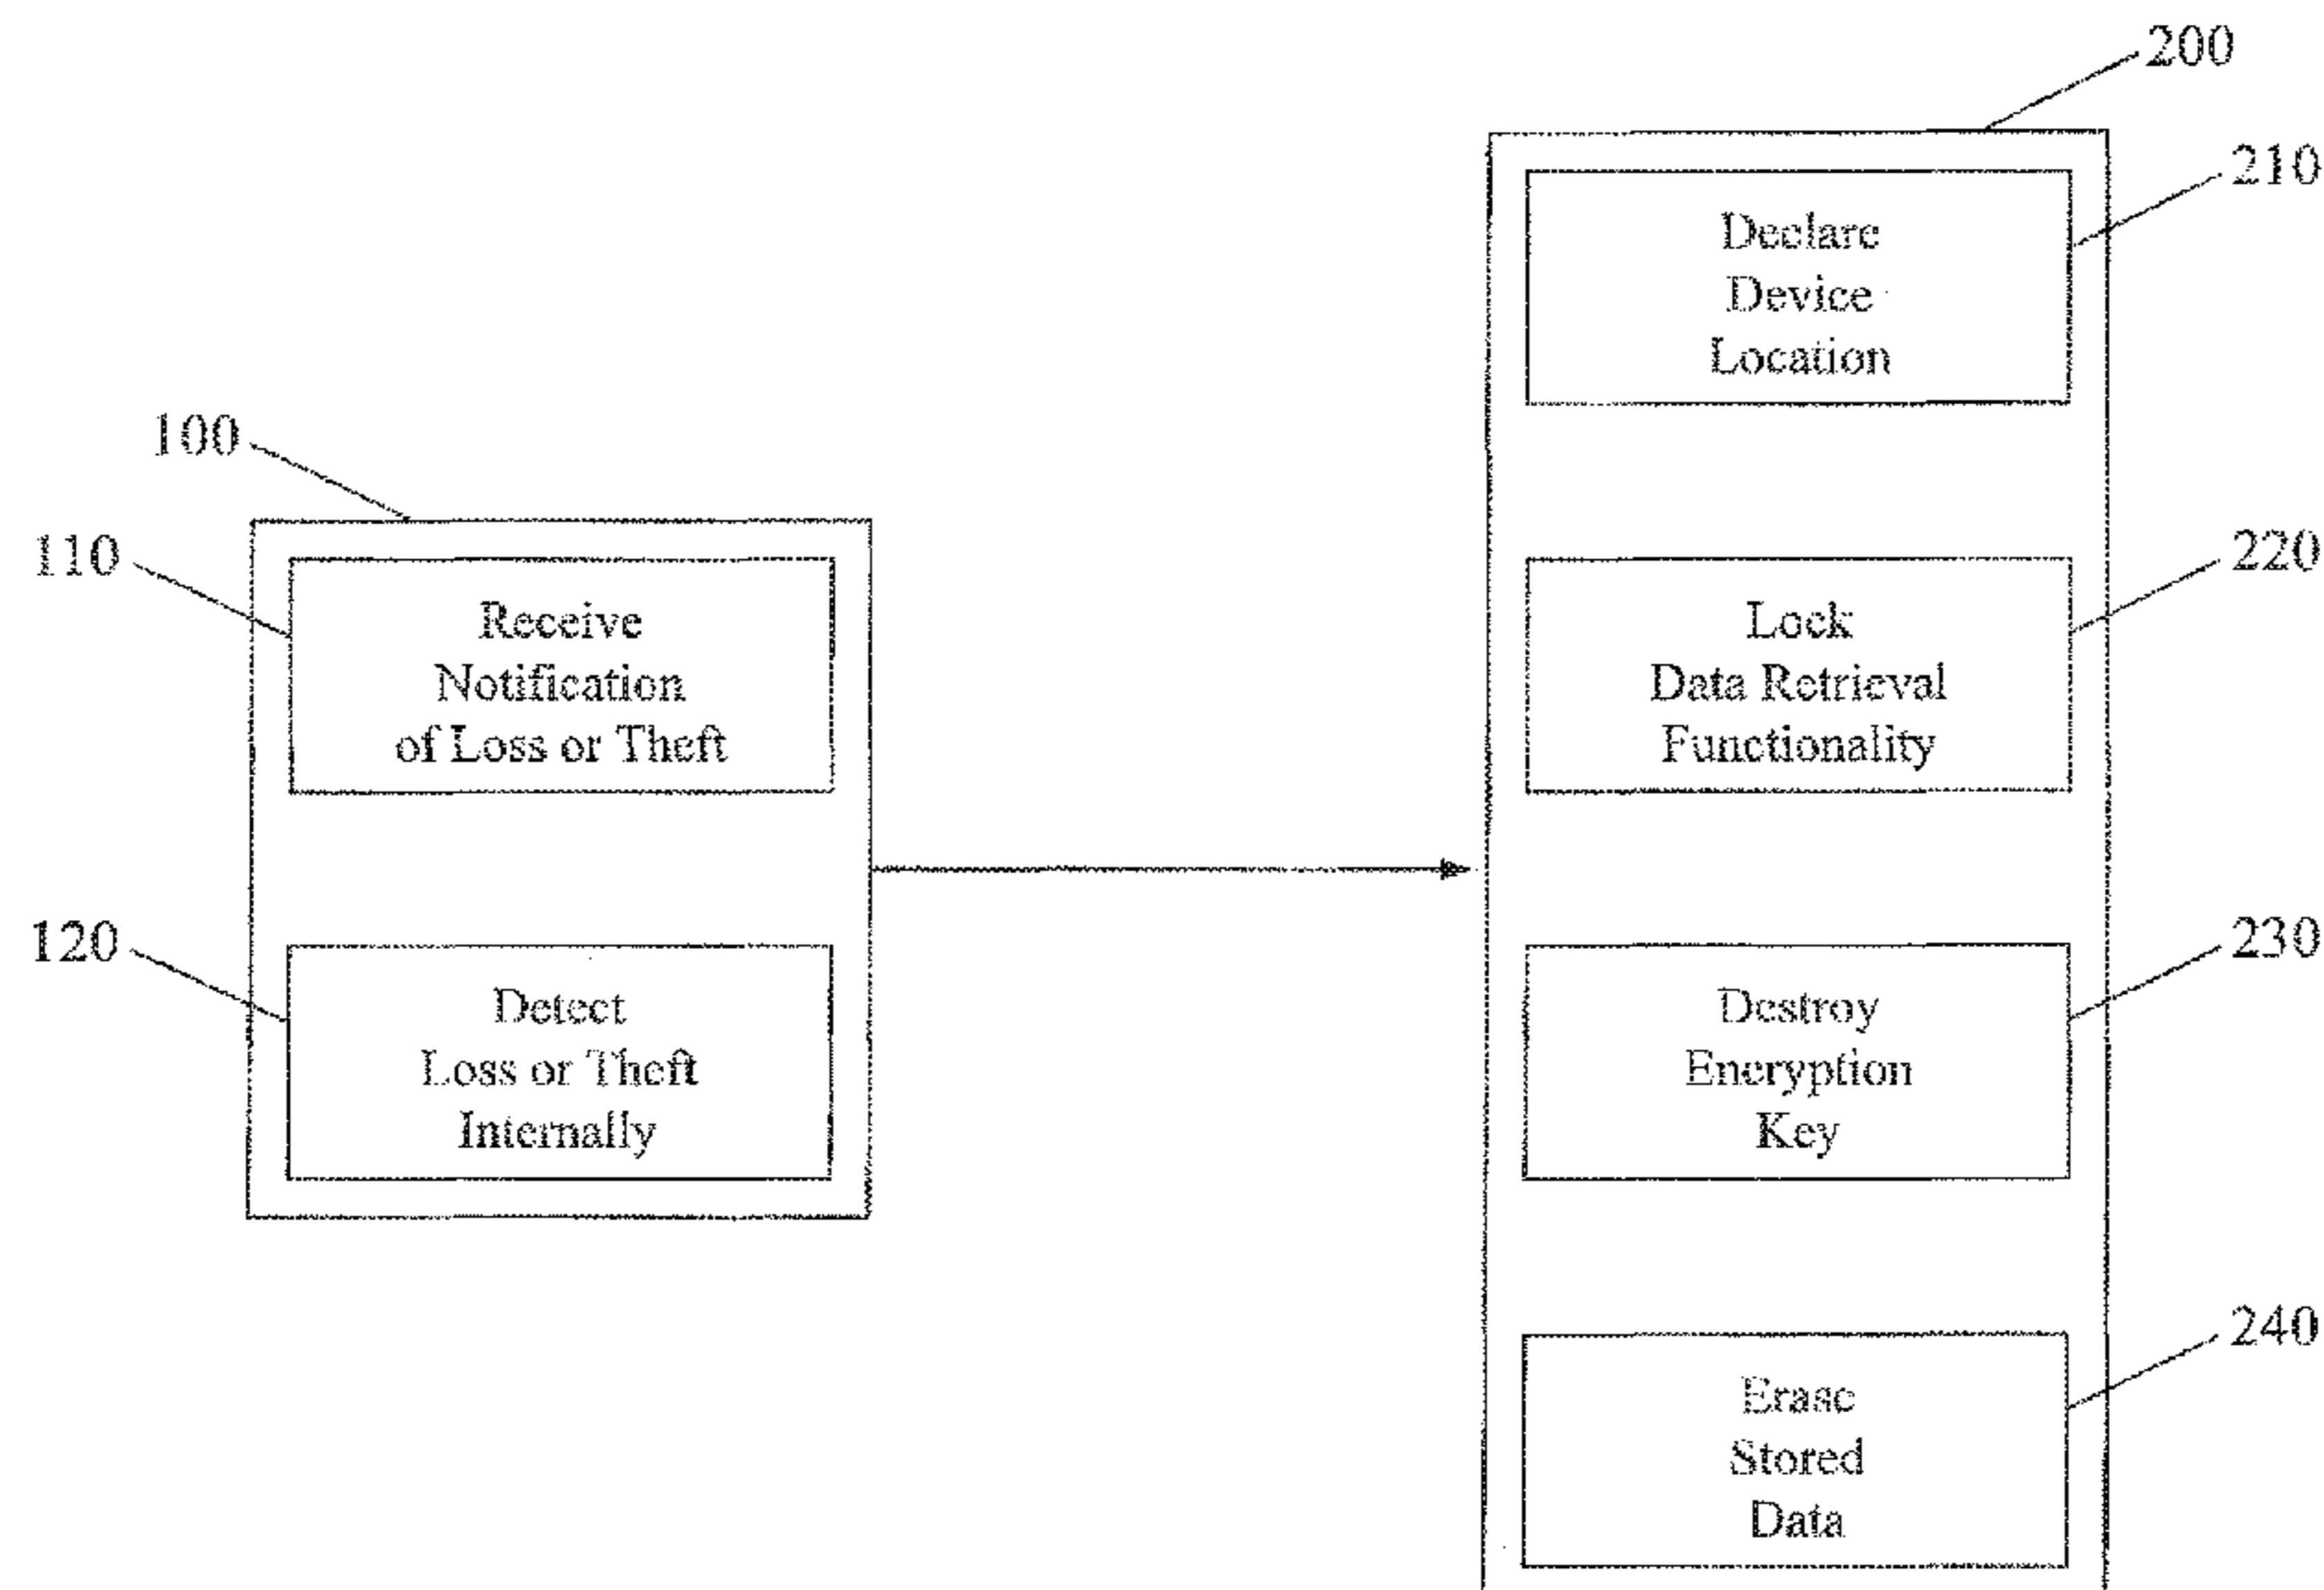 200
210
Declare
Device
Location
100
110
Receive
Notification
of Loss or Theft
220
Lock
Data Retrieval
Functionality
120
Detect
Loss or Theft
Internally
230
Destroy
Encryption
Key
240
Erase
Stored
Data